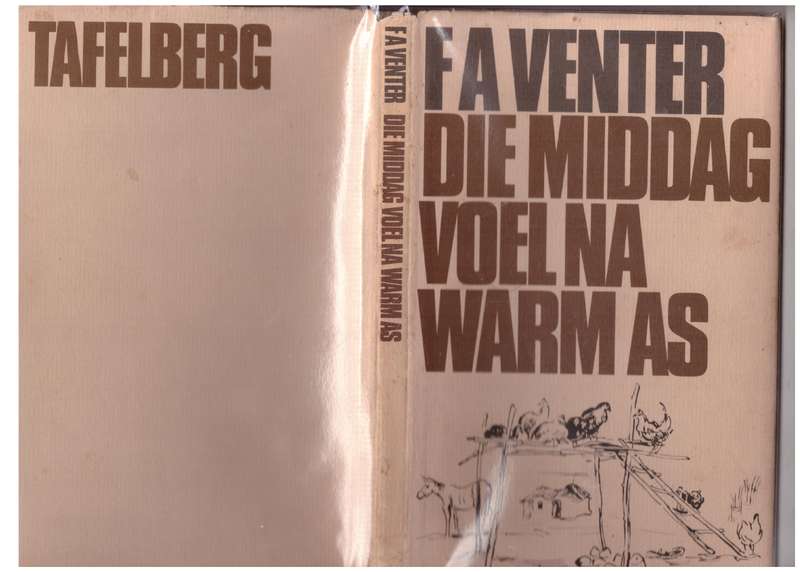 TAFELBERG
F A VENTER DIE MIDDAG VOEL NA WARM AS
F A VENTER
DIE MIDDAG
VOEL NA
WARM AS